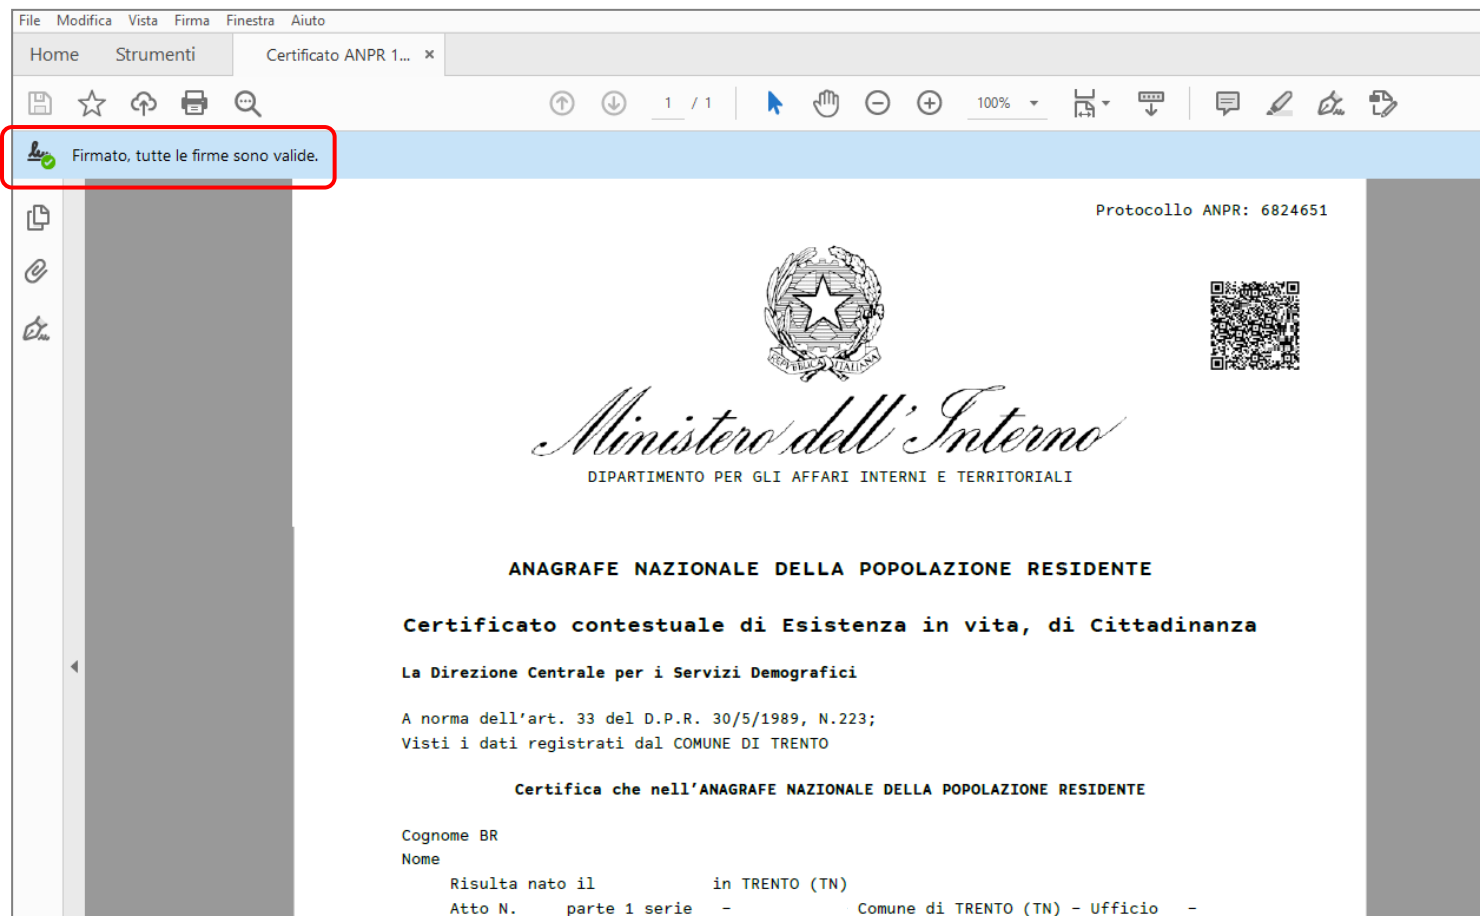 File Modifica Vista Firma Finestra Aiuto
Home Strumenti Certificato ANPR 1... ×
1 / 1 100%
Firmato, tutte le firme sono valide.
Protocollo ANPR: 6824651
REPVBBLICA ITALIANA
Ministero dell'Interno
DIPARTIMENTO PER GLI AFFARI INTERNI E TERRITORIALI
ANAGRAFE NAZIONALE DELLA POPOLAZIONE RESIDENTE
Certificato contestuale di Esistenza in vita, di Cittadinanza
La Direzione Centrale per i Servizi Demografici
A norma dell'art. 33 del D.P.R. 30/5/1989, N.223;
Visti i dati registrati dal COMUNE DI TRENTO
Certifica che nell'ANAGRAFE NAZIONALE DELLA POPOLAZIONE RESIDENTE
Cognome BR
Nome
Risulta nato il in TRENTO (TN)
Atto N. parte 1 serie - Comune di TRENTO (TN) - Ufficio -